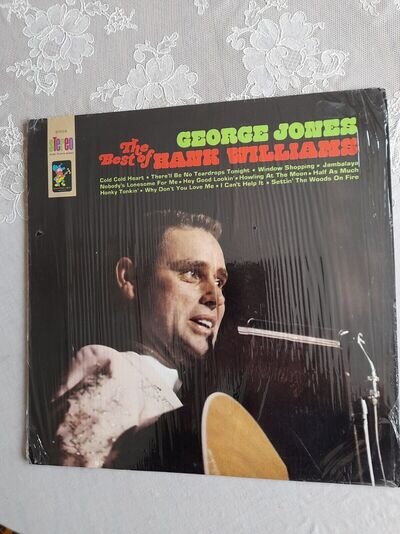 Stereo
GEORGE JONES
The Best of HANK WILLIAMS
Cold Cold Heart • There'll Be No Teardrops Tonight • Window Shopping • Jambalaya
Nobody's Lonesome For Me • Hey Good Lookin' • Howling At The Moon • Half As Much
Honky Tonkin' • Why Don't You Love Me • I Can't Help It • Settin' The Woods On Fire